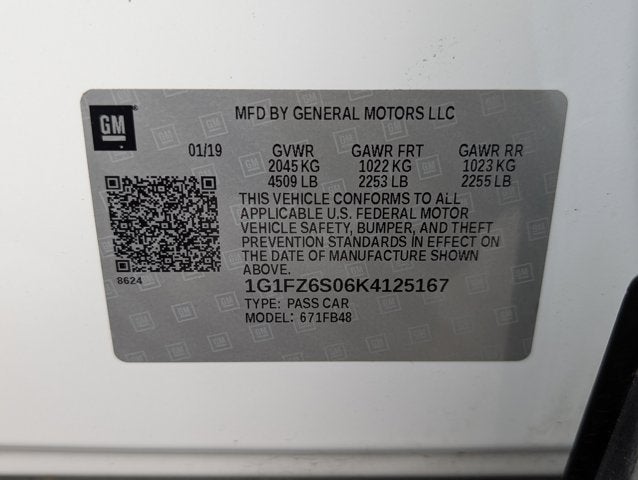 GM
MFD BY GENERAL MOTORS LLC
01/19 GVWR GAWR FRT GAWR RR
2045 KG 1022 KG 1023 KG
4509 LB 2253 LB 2255 LB
THIS VEHICLE CONFORMS TO ALL
APPLICABLE U.S. FEDERAL MOTOR
VEHICLE SAFETY, BUMPER, AND THEFT
PREVENTION STANDARDS IN EFFECT ON
THE DATE OF MANUFACTURE SHOWN
ABOVE.
8624
1G1FZ6S06K4125167
TYPE: PASS CAR
MODEL: 671FB48